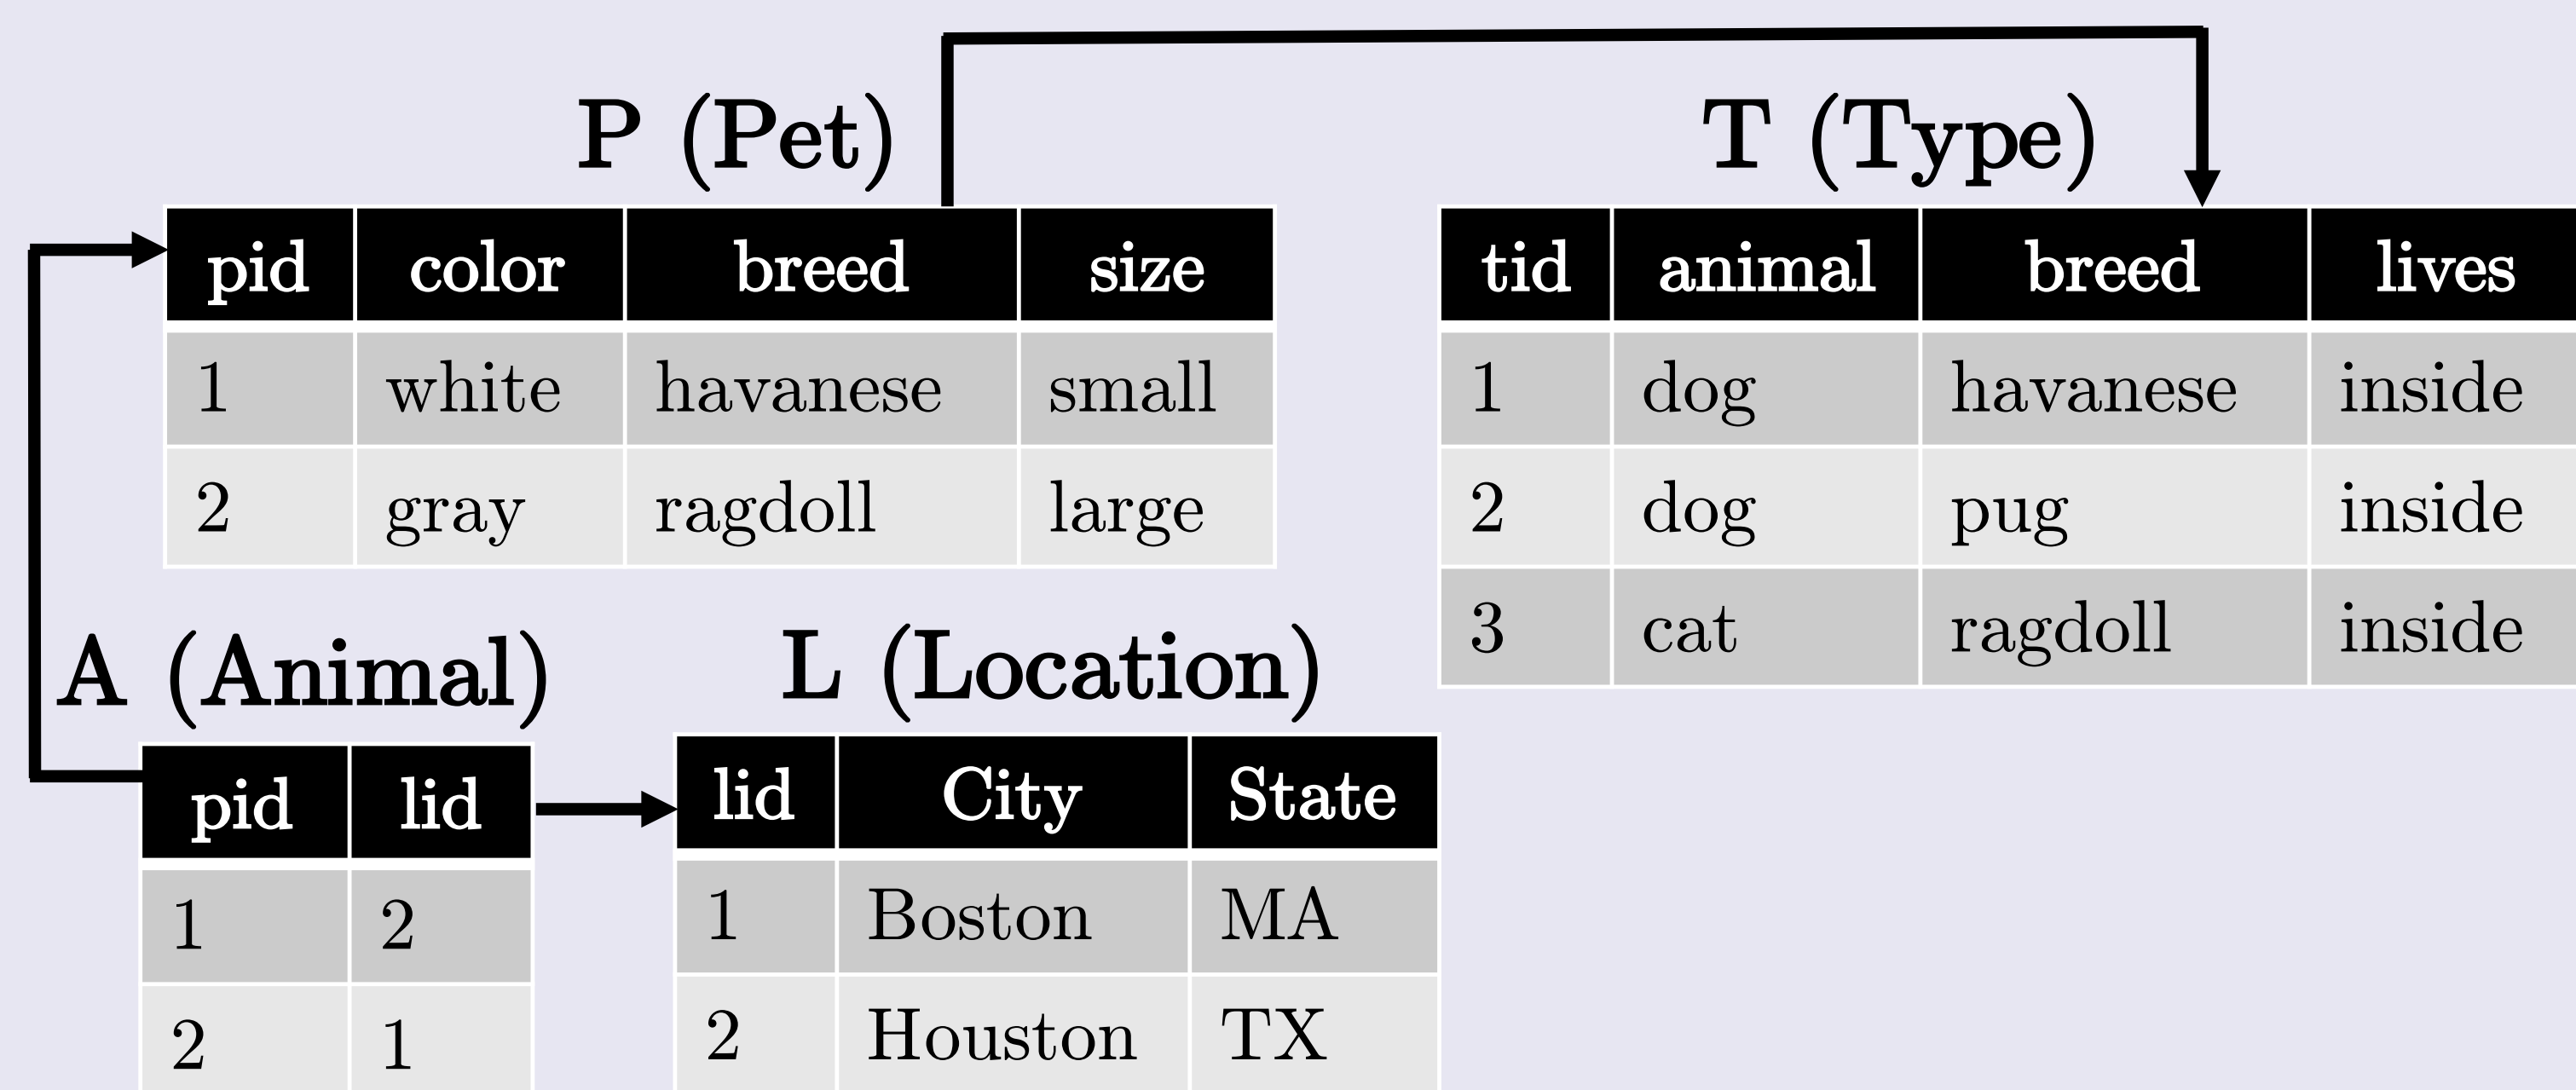 P (Pet)
pid color breed size
1 white havanese small
2 gray ragdoll large
T (Type)
tid animal breed lives
1 dog havanese inside
2 dog pug inside
3 cat ragdoll inside
A (Animal)
pid lid
1 2
2 1
L (Location)
lid City State
1 Boston MA
2 Houston TX